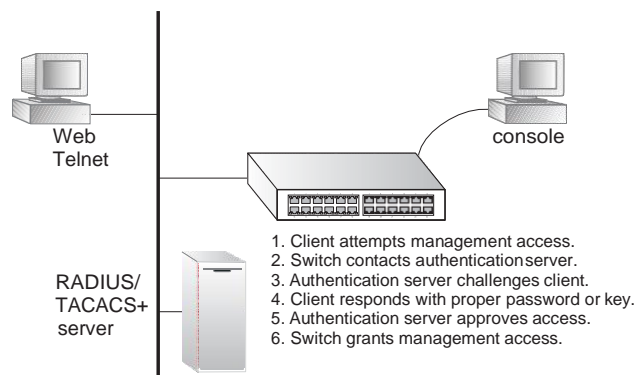 Web
Telnet
console
1. Client attempts management access.
2. Switch contacts authenticationserver.
3. Authentication server challenges client.
4. Client responds with proper password or key.
5. Authentication server approves access.
6. Switch grants management access.
RADIUS/
TACACS+
server